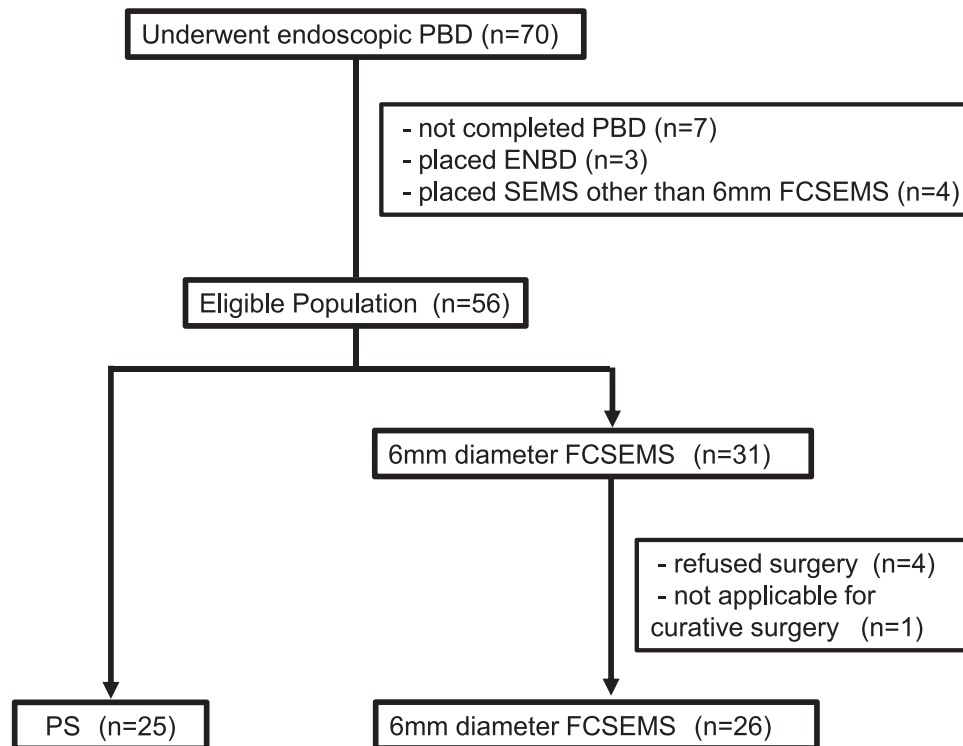 Underwent endoscopic PBD (n=70)
- not completed PBD (n=7)
- placed ENBD (n=3)
- placed SEMS other than 6mm FCSEMS (n=4)
Eligible Population (n=56)
6mm diameter FCSEMS (n=31)
- refused surgery (n=4)
- not applicable for
curative surgery (n=1)
PS (n=25)
6mm diameter FCSEMS (n=26)